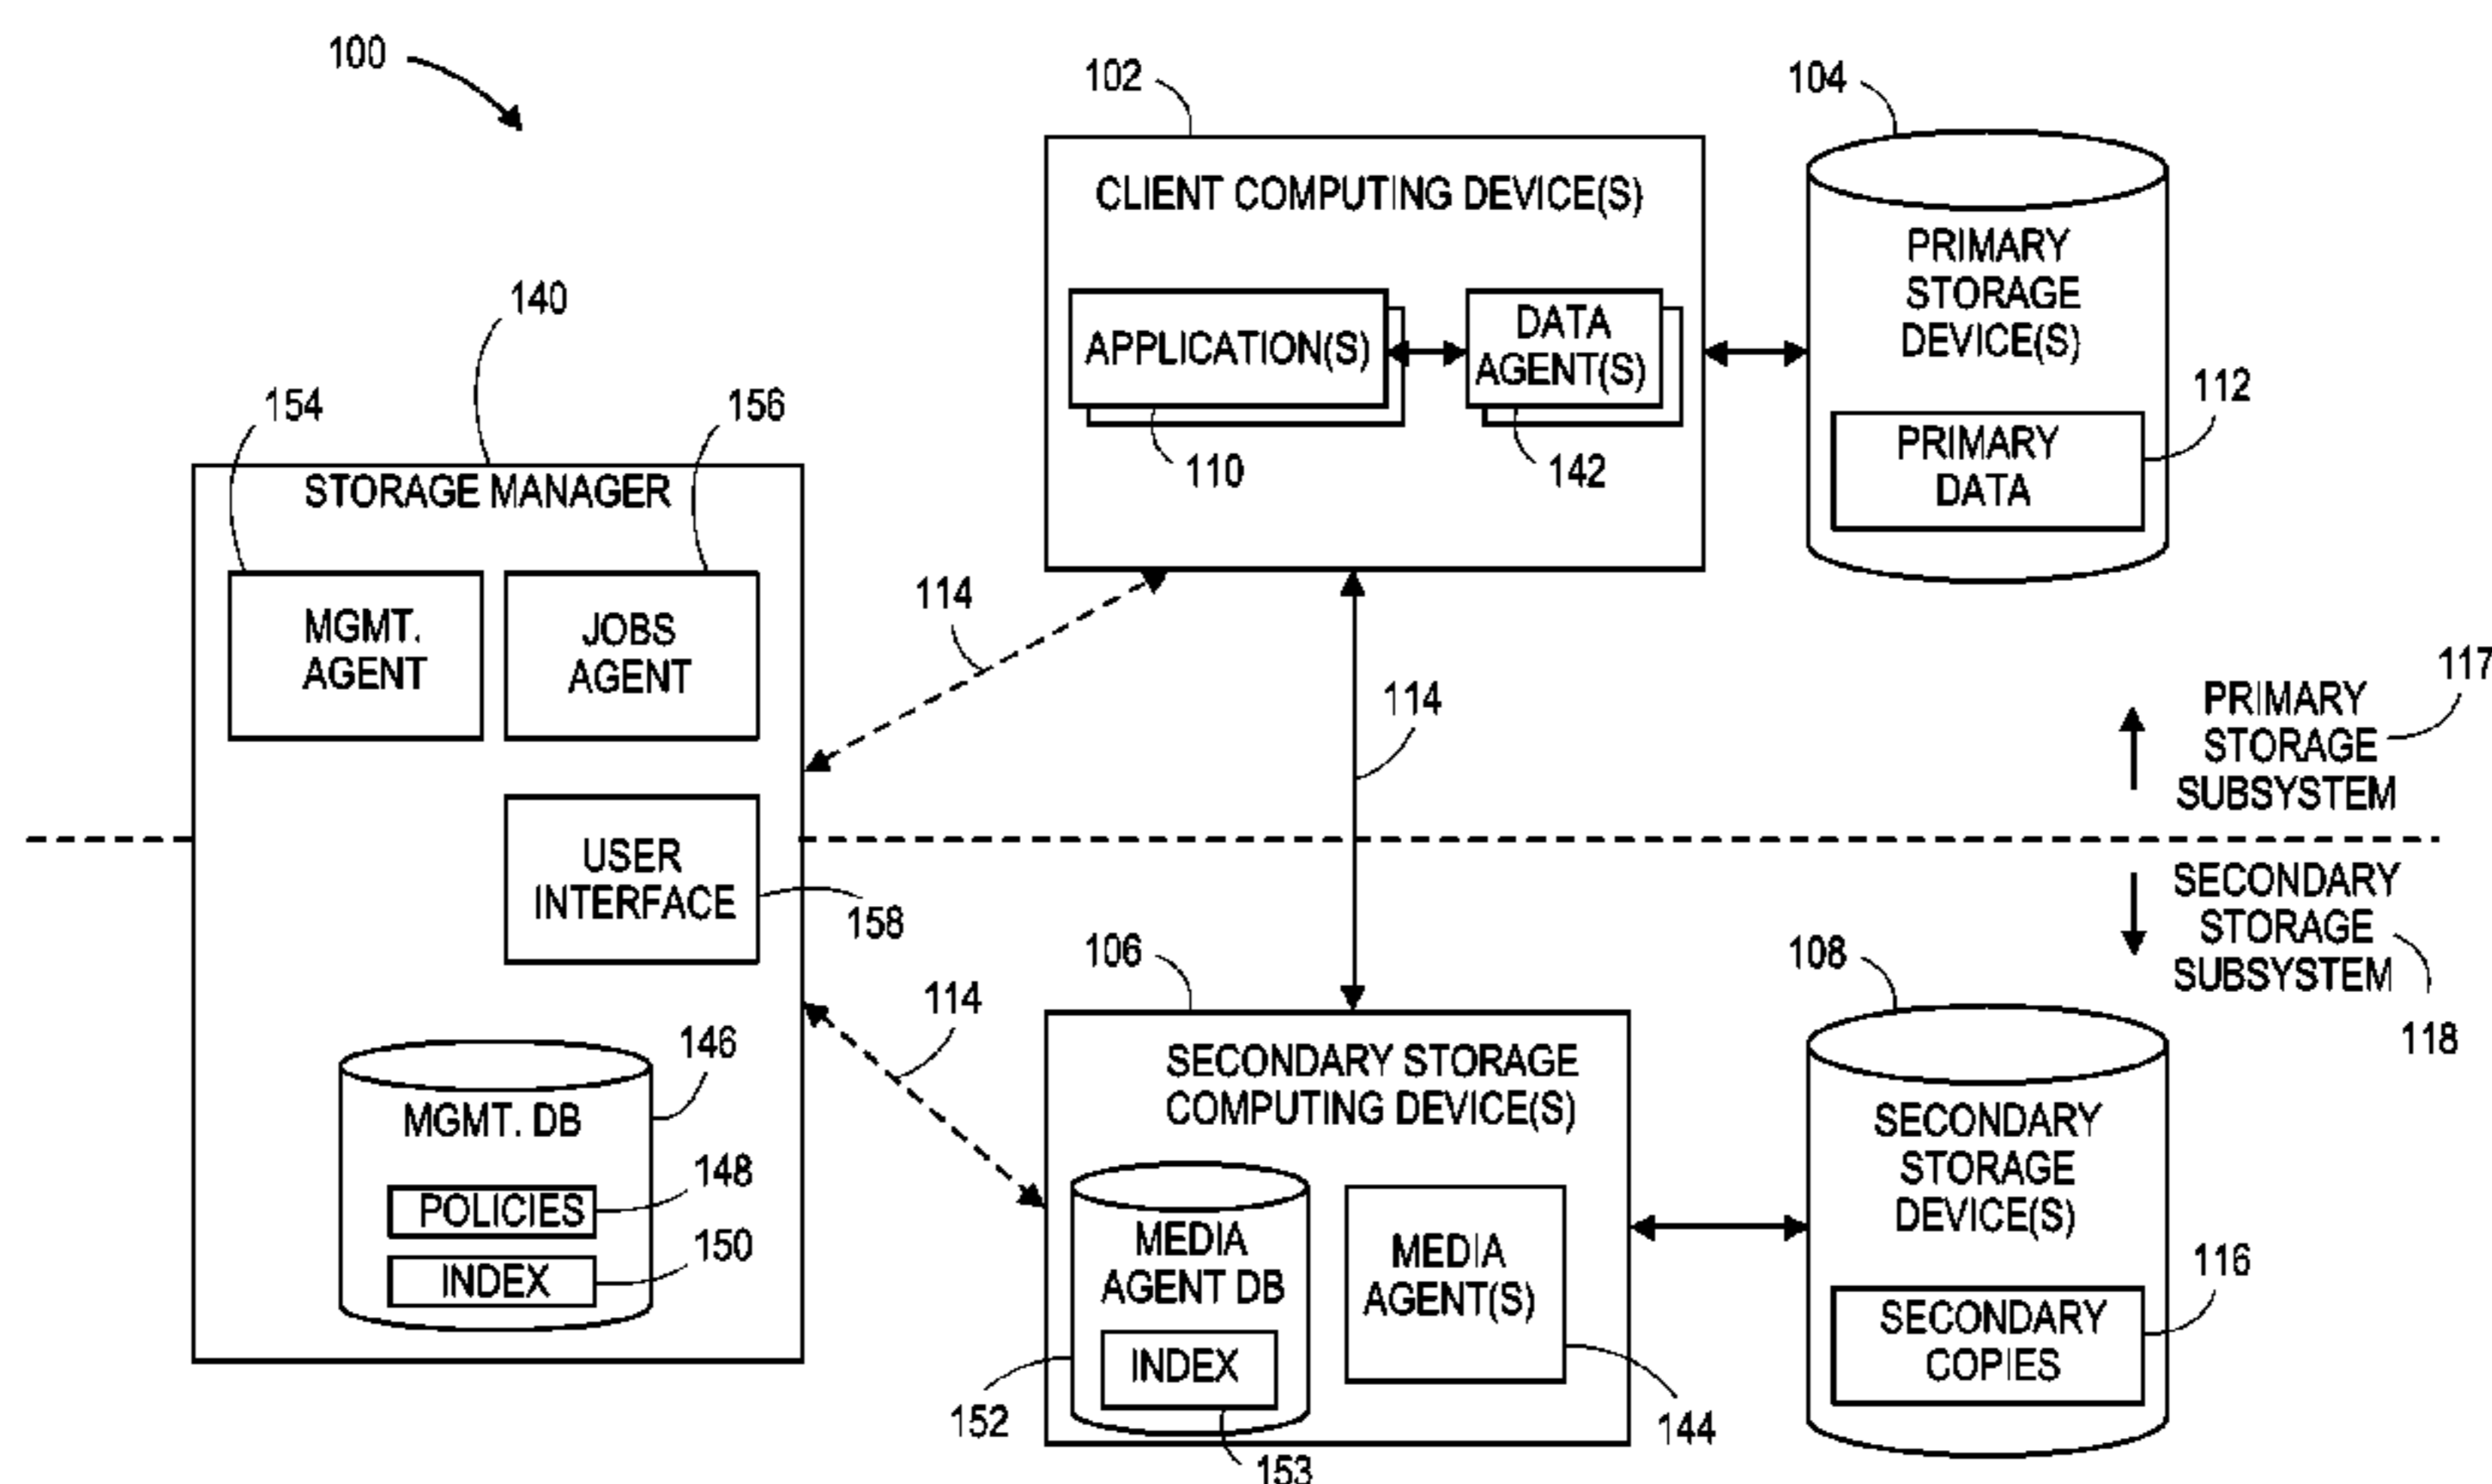 100
102
104
CLIENT COMPUTING DEVICE(S)
APPLICATION(S)
DATA
AGENT(S)
110
142
PRIMARY
STORAGE
DEVICE(S)
112
PRIMARY
DATA
140
154
156
STORAGE MANAGER
MGMT.
AGENT
JOBS
AGENT
114
114
117
PRIMARY
STORAGE
SUBSYSTEM
USER
INTERFACE
158
SECONDARY
STORAGE
SUBSYSTEM
118
114
106
108
146
MGMT. DB
148
POLICIES
150
INDEX
SECONDARY STORAGE
COMPUTING DEVICE(S)
MEDIA
AGENT DB
INDEX
MEDIA
AGENT(S)
152
153
144
SECONDARY
STORAGE
DEVICE(S)
116
SECONDARY
COPIES